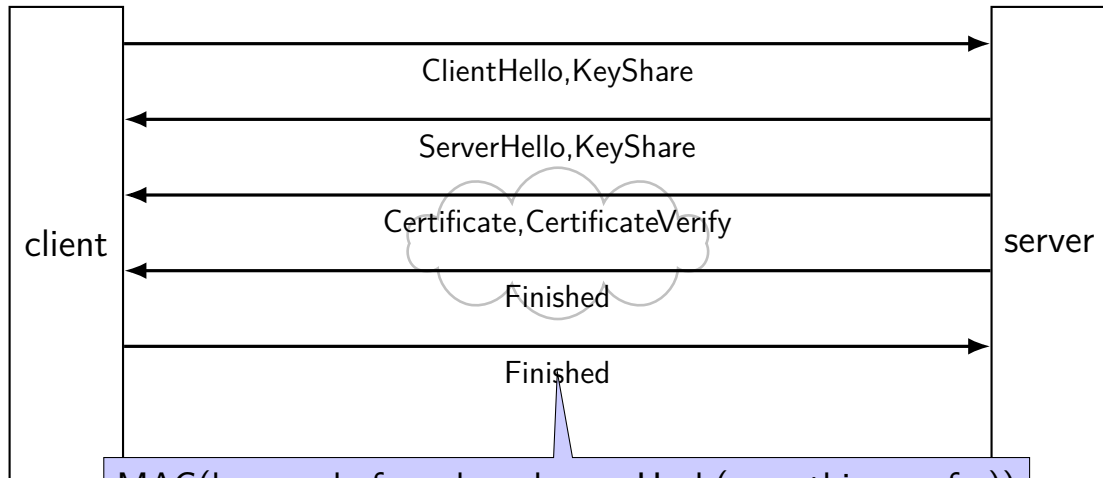 ClientHello,KeyShare
ServerHello,KeyShare
Certificate,CertificateVerify
client
server
Finished
Finished